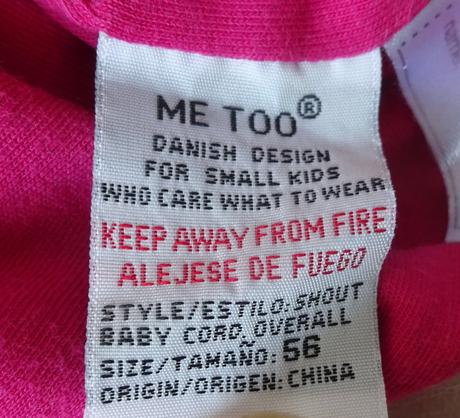 ME TOO®
DANISH DESIGN
FOR SMALL KIDS
WHO CARE WHAT TO WEAR
KEEP AWAY FROM FIRE
ALEJESE DE FUEGO
STYLE/ESTILO: SHOUT
BABY CORD, OVERALL
SIZE/TAMAÑO: 56
ORIGIN/ORIGEN: CHINA